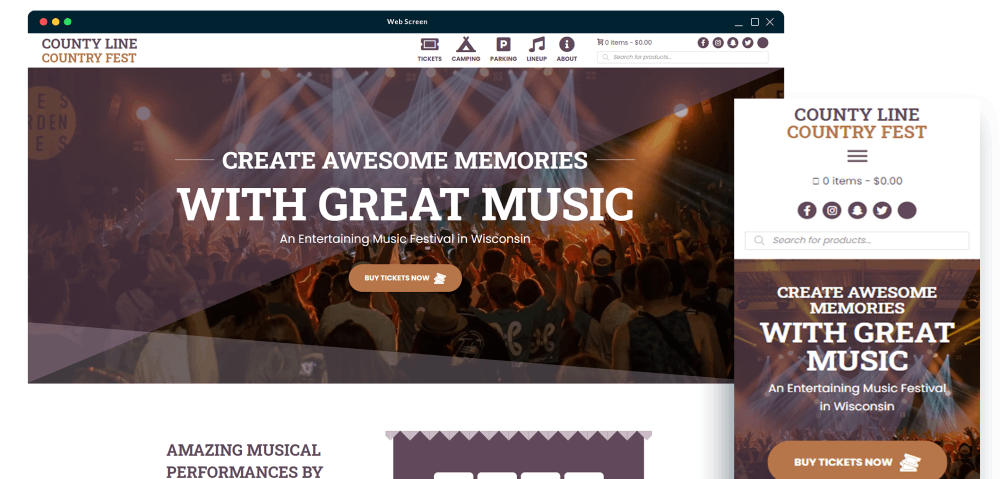 Web Screen
COUNTY LINE
COUNTRY FEST
TICKETS
CAMPING
P
PARKING
LINEUP
ABOUT
0 items - $0.00
Search for products...
CREATE AWESOME MEMORIES
WITH GREAT MUSIC
An Entertaining Music Festival in Wisconsin
BUY TICKETS NOW
AMAZING MUSICAL
PERFORMANCES BY
COUNTY LINE
COUNTRY FEST
0 items - $0.00
Search for products...
CREATE AWESOME
MEMORIES
WITH GREAT
MUSIC
An Entertaining Music Festival
in Wisconsin
BUY TICKETS NOW